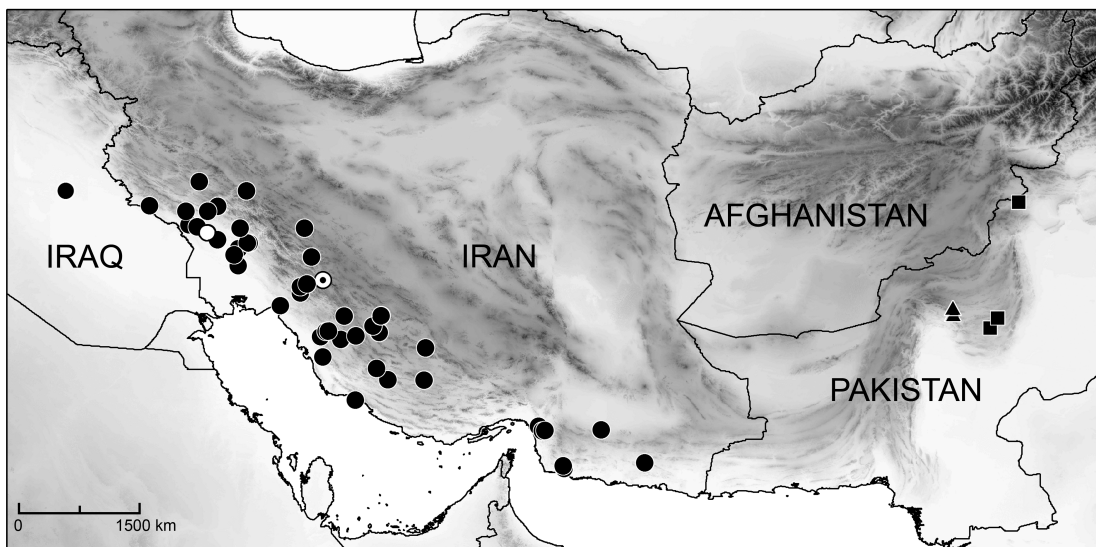 AFGHANISTAN
IRAQ
IRAN
PAKISTAN
0 1500 km